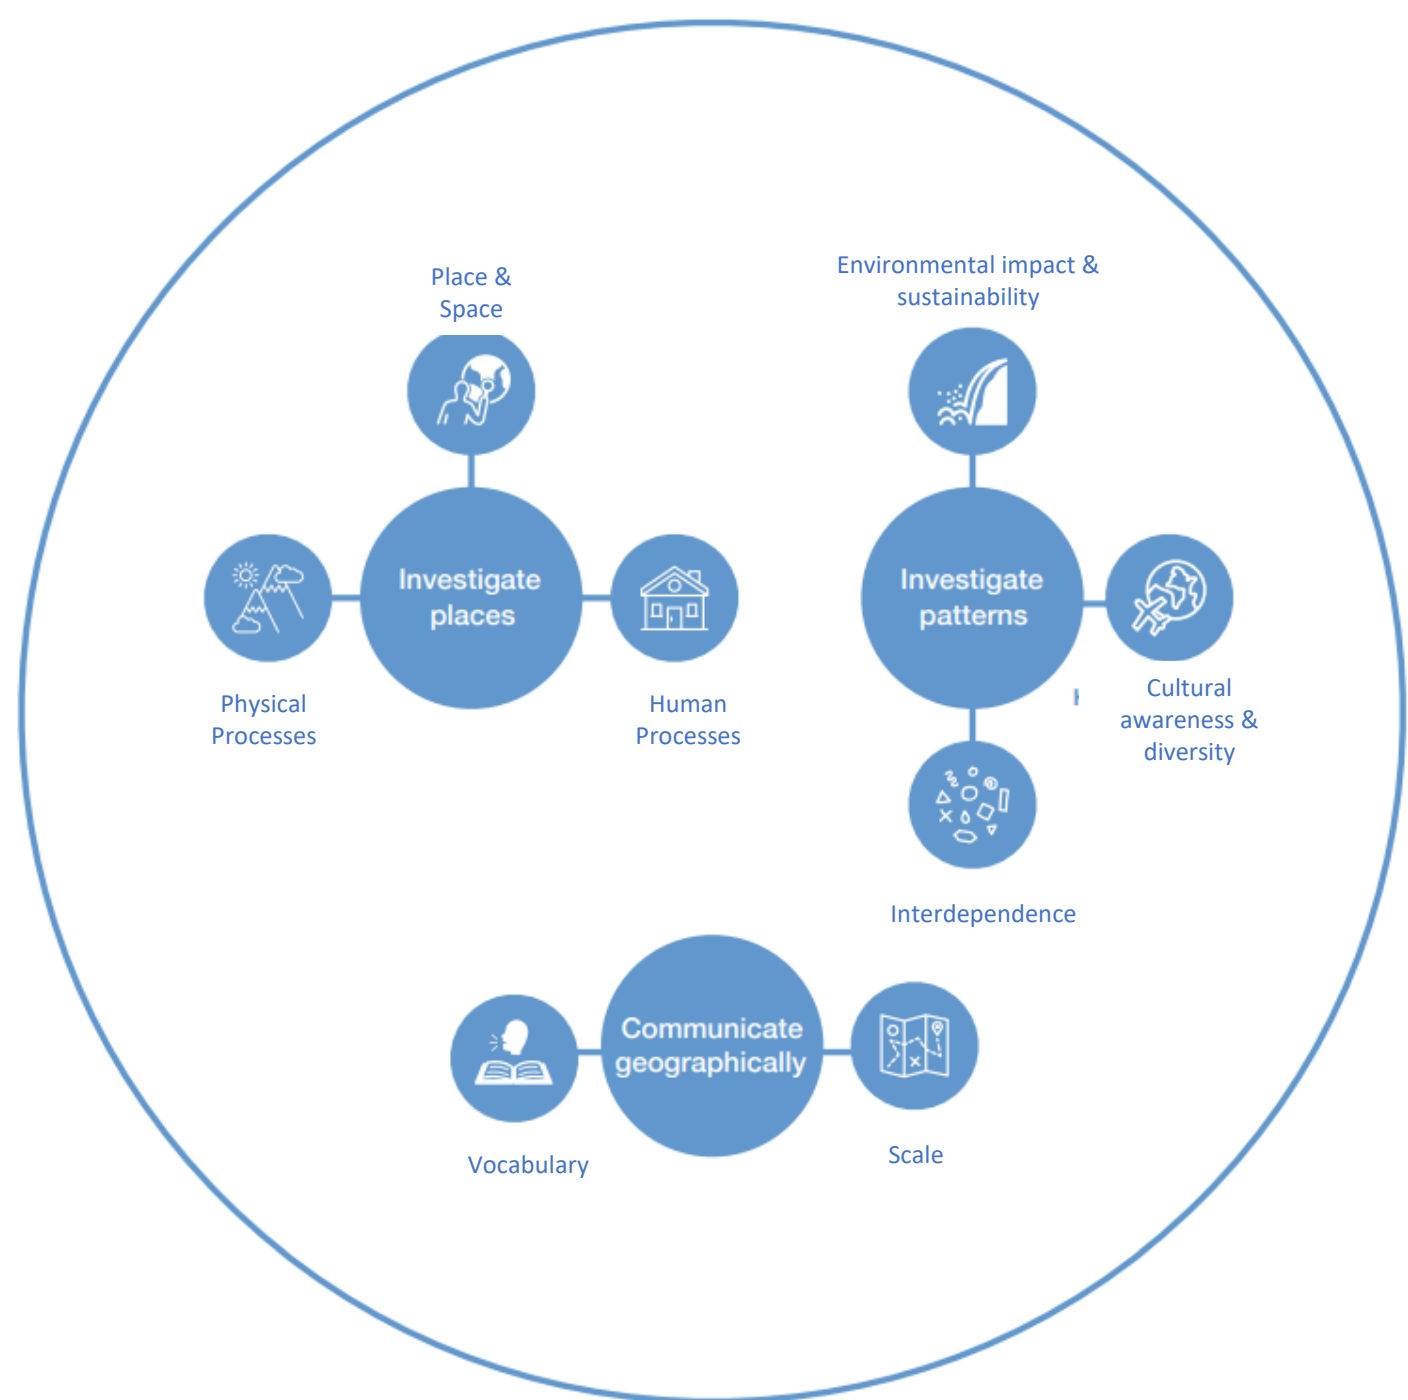 Place &
Space
Investigate
places
Physical
Processes
Human
Processes
Environmental impact &
sustainability
Investigate
patterns
Cultural
awareness &
diversity
Interdependence
Communicate
geographically
Vocabulary
Scale